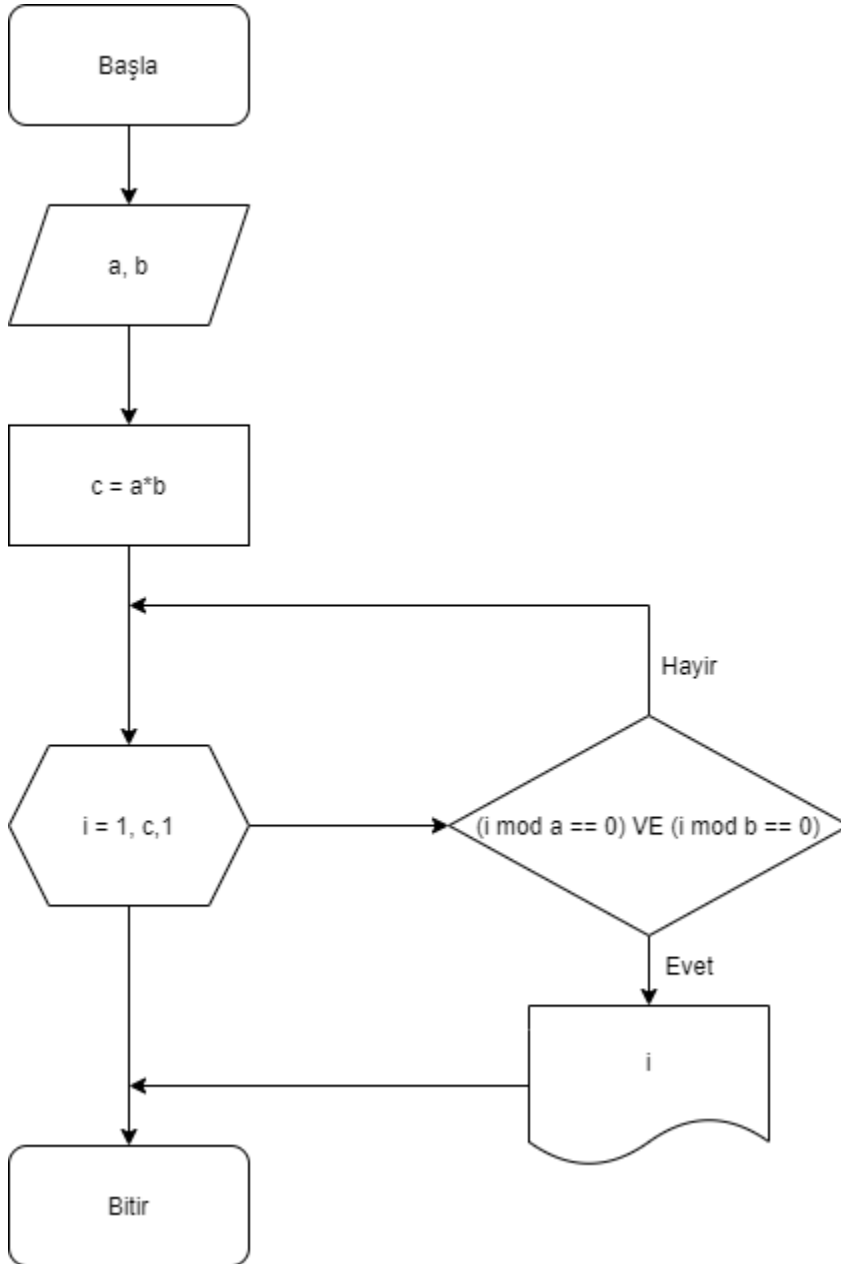 Başla
a, b
c = a*b
Hayir
i = 1, c,1
(i mod a == 0) VE (i mod b == 0)
Evet
i
Bitir